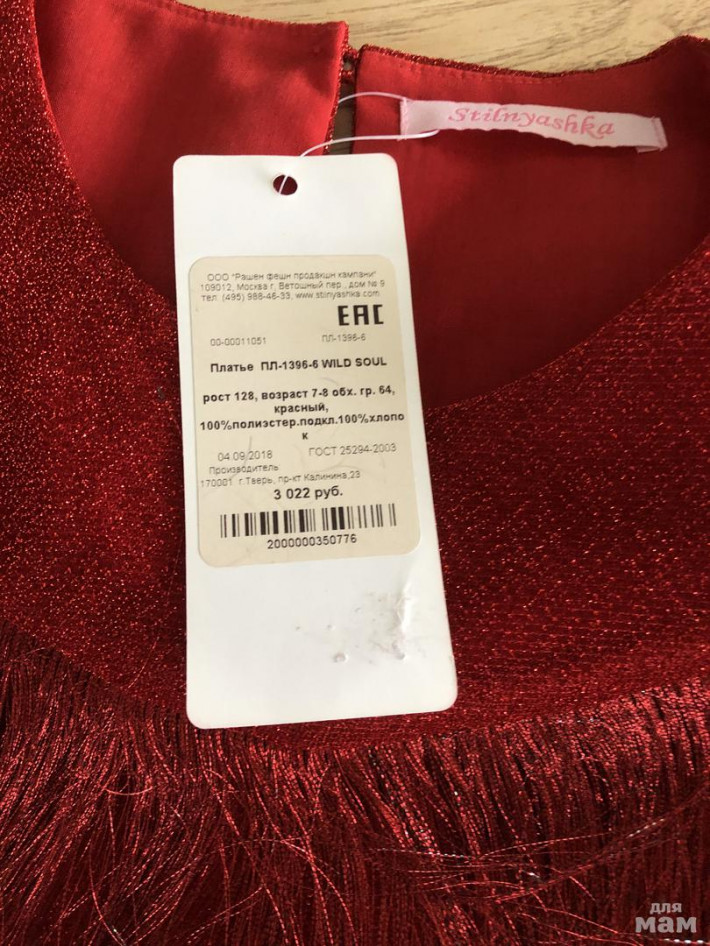 Stilnyashka
ООО "Рашен фешн продакшн кампани"
109012, Москва г, Ветошный пер., дом № 9
тел. (495) 988-46-33, www.stilnyashka.com
EAC
00-00011051 ПЛ-1396-6
Платье ПЛ-1396-6 WILD SOUL
рост 128, возраст 7-8 обх. гр. 64,
красный,
100%полиэстер.подкл.100%хлопо
к
04.09.2018 ГОСТ 25294-2003
Производитель
170001 г.Тверь, пр-кт Калинина,23
3 022 руб.
2000000350776
для
мам